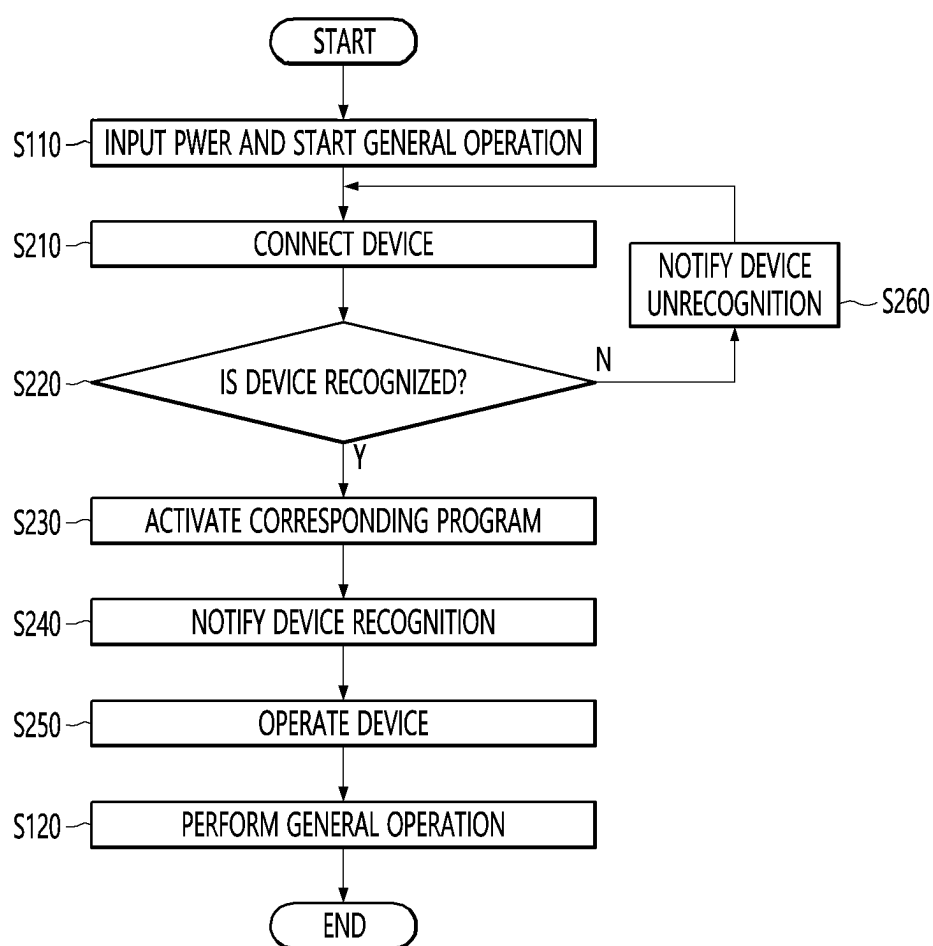 START
S110
INPUT PWER AND START GENERAL OPERATION
S210
CONNECT DEVICE
NOTIFY DEVICE
UNRECOGNITION
S260
S220
IS DEVICE RECOGNIZED?
N
Y
S230
ACTIVATE CORRESPONDING PROGRAM
S240
NOTIFY DEVICE RECOGNITION
S250
OPERATE DEVICE
S120
PERFORM GENERAL OPERATION
END